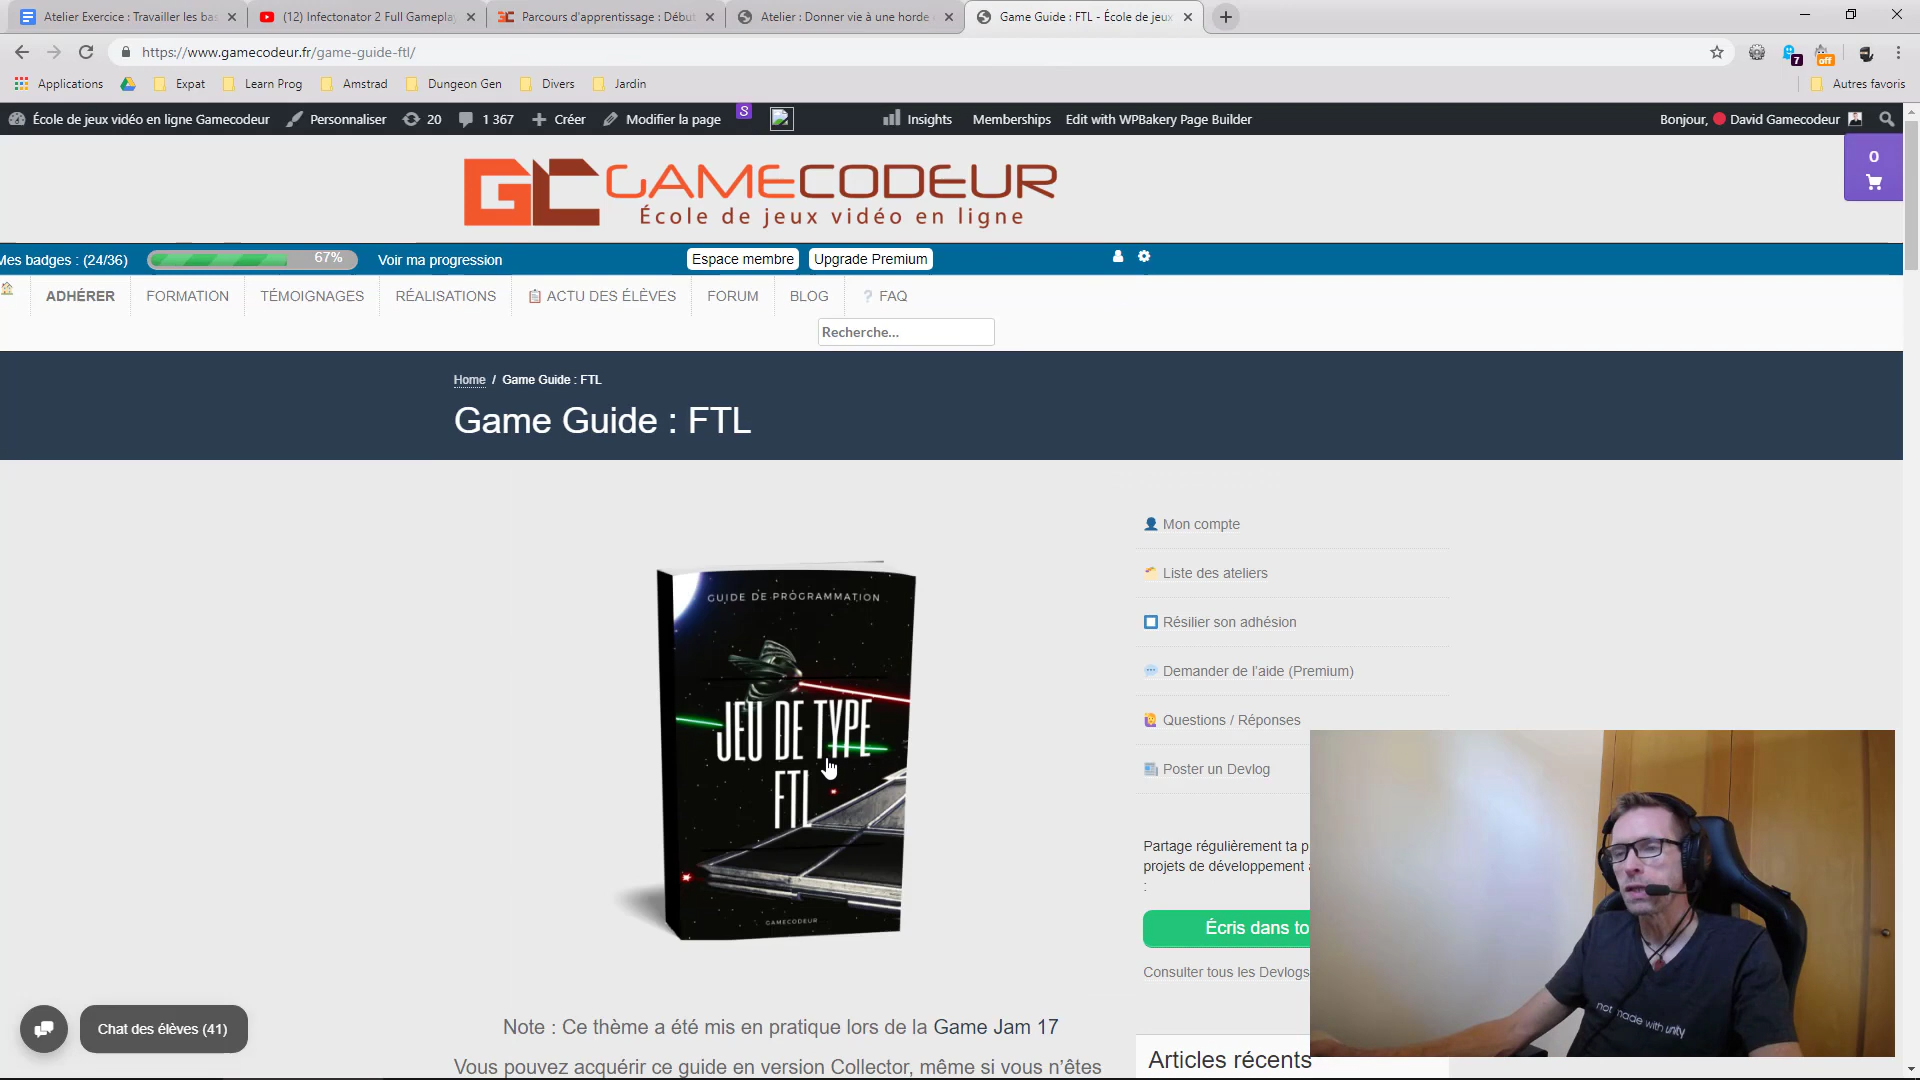 Atelier Exercice : Travailler les ba
(12) Infectonator 2 Full Gameplay
Parcours d'apprentissage : Début
Atelier : Donner vie à une horde
Game Guide : FTL - École de jeux
https://www.gamecodeur.fr/game-guide-ftl/
7
off
Applications
Expat
Learn Prog
Amstrad
Dungeon Gen
Divers
Jardin
Autres favoris
École de jeux vidéo en ligne Gamecodeur
Personnaliser
20
1 367
Créer
Modifier la page
S
Insights
Memberships
Edit with WPBakery Page Builder
Bonjour, David Gamecodeur
0
GC GAMECODEUR
École de jeux vidéo en ligne
Mes badges : (24/36)
67%
Voir ma progression
Espace membre
Upgrade Premium
ADHÉRER
FORMATION
TÉMOIGNAGES
RÉALISATIONS
ACTU DES ÉLÈVES
FORUM
BLOG
FAQ
Recherche...
Home / Game Guide : FTL
Game Guide : FTL
GUIDE DE PROGRAMMATION
JEU DE TYPE
FTL
GAMECODEUR
Mon compte
Liste des ateliers
Résilier son adhésion
Demander de l'aide (Premium)
Questions / Réponses
Poster un Devlog
Partage régulièrement ta p
projets de développement a
:
Écris dans to
Consulter tous les Devlogs
Articles récents
not made with unity
Chat des élèves (41)
Note : Ce thème a été mis en pratique lors de la Game Jam 17
Vous pouvez acquérir ce guide en version Collector, même si vous n'êtes